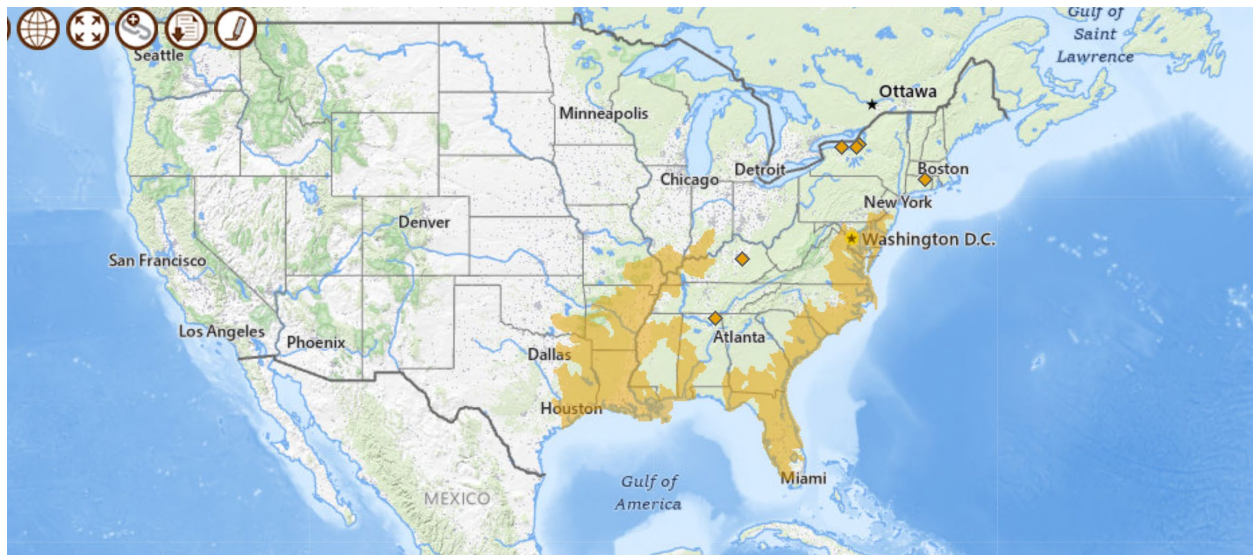 Gulf of
Saint
Lawrence
Seattle
Ottawa
Minneapolis
Boston
Detroit
Chicago
New York
Denver
Washington D.C.
San Francisco
Los Angeles
Atlanta
Phoenix
Dallas
Houston
Miami
Gulf of
America
MEXICO